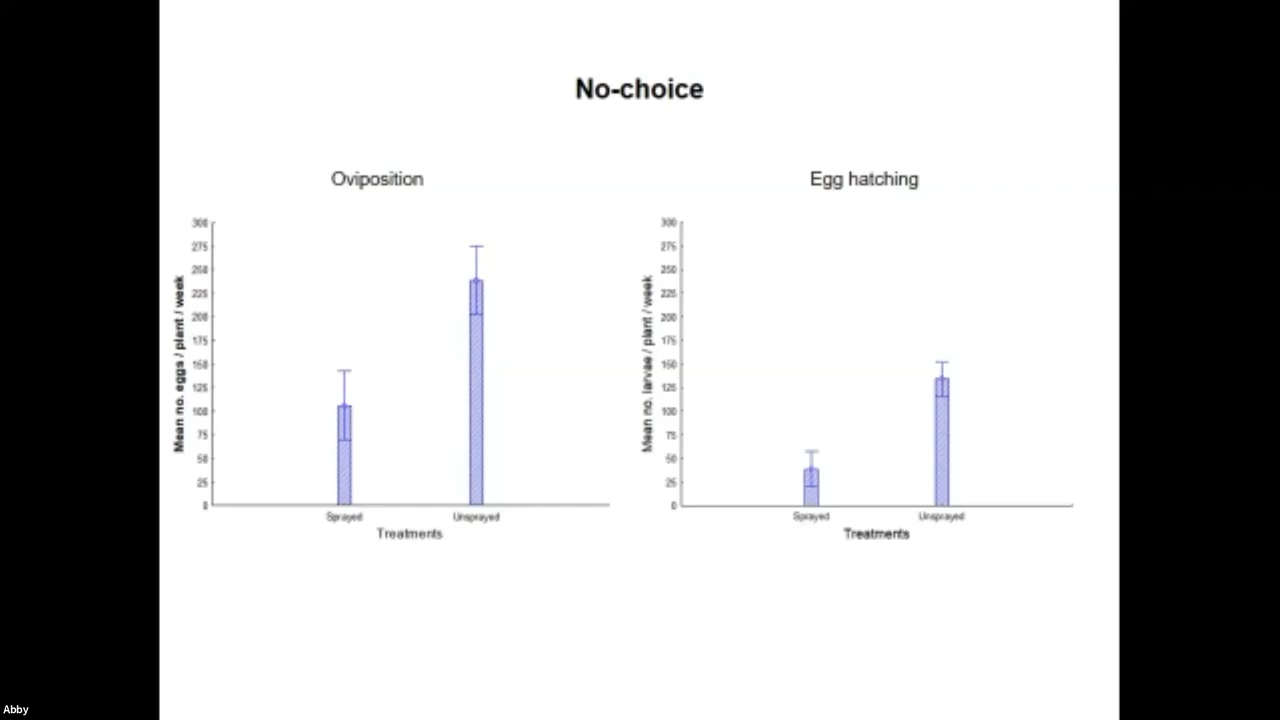 No-choice
Oviposition
Mean no. eggs / plant / week
300
275
250
225
200
175
150
125
100
75
50
25
0
Sprayed Unsprayed
Treatments
Egg hatching
Mean no. larvae / plant / week
300
275
250
225
200
175
150
125
100
75
50
25
0
Sprayed Unsprayed
Treatments
Abby